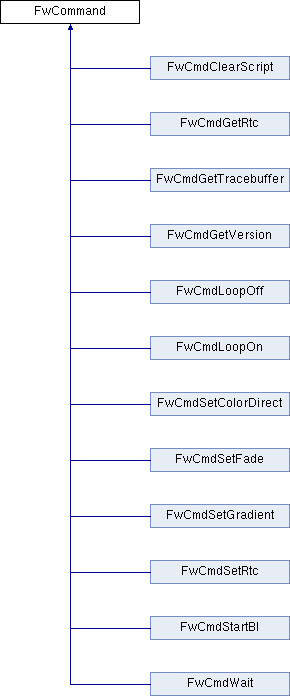 FwCommand
FwCmdClearScript
FwCmdGetRtc
FwCmdGetTracebuffer
FwCmdGetVersion
FwCmdLoopOff
FwCmdLoopOn
FwCmdSetColorDirect
FwCmdSetFade
FwCmdSetGradient
FwCmdSetRtc
FwCmdStartBl
FwCmdWait